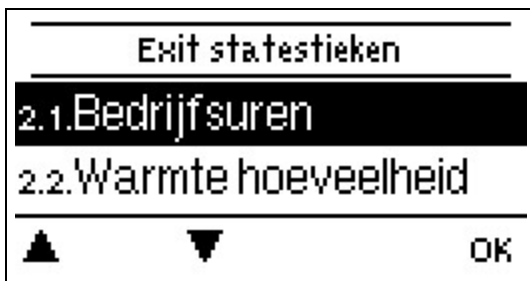 Exit statestieken
2.1.Bedrijfsuren
2.2.Warmte hoeveelheid
▲ ▼ OK